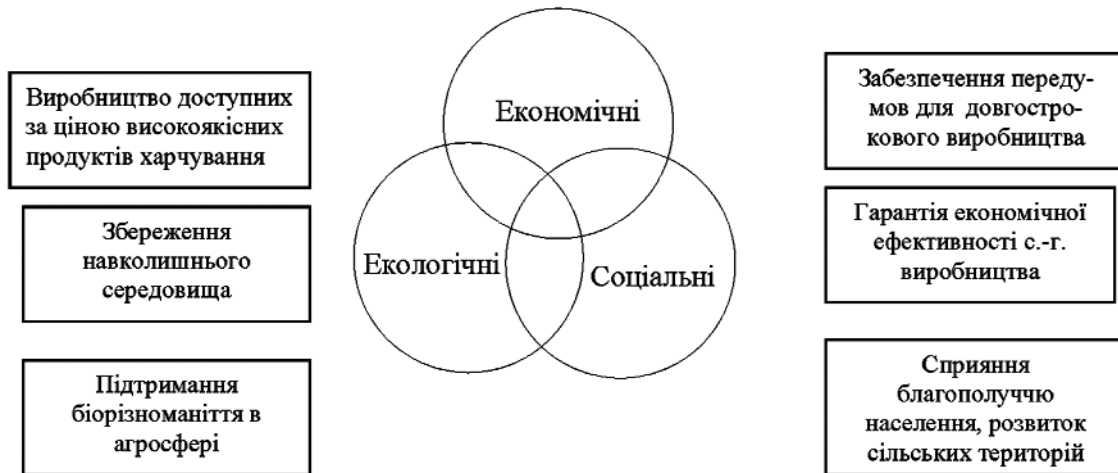 Виробництво доступних
за ціною високоякісних
продуктів харчування
Збереження
навколишнього
середовища
Підтримання
біорізноманіття в
агросфері
Економічні
Екологічні
Соціальні
Забезпечення переду-
мов для довгостро-
кового виробництва
Гарантія економічної
ефективності с.-г.
виробництва
Сприяння
благополуччю
населення, розвиток
сільських територій